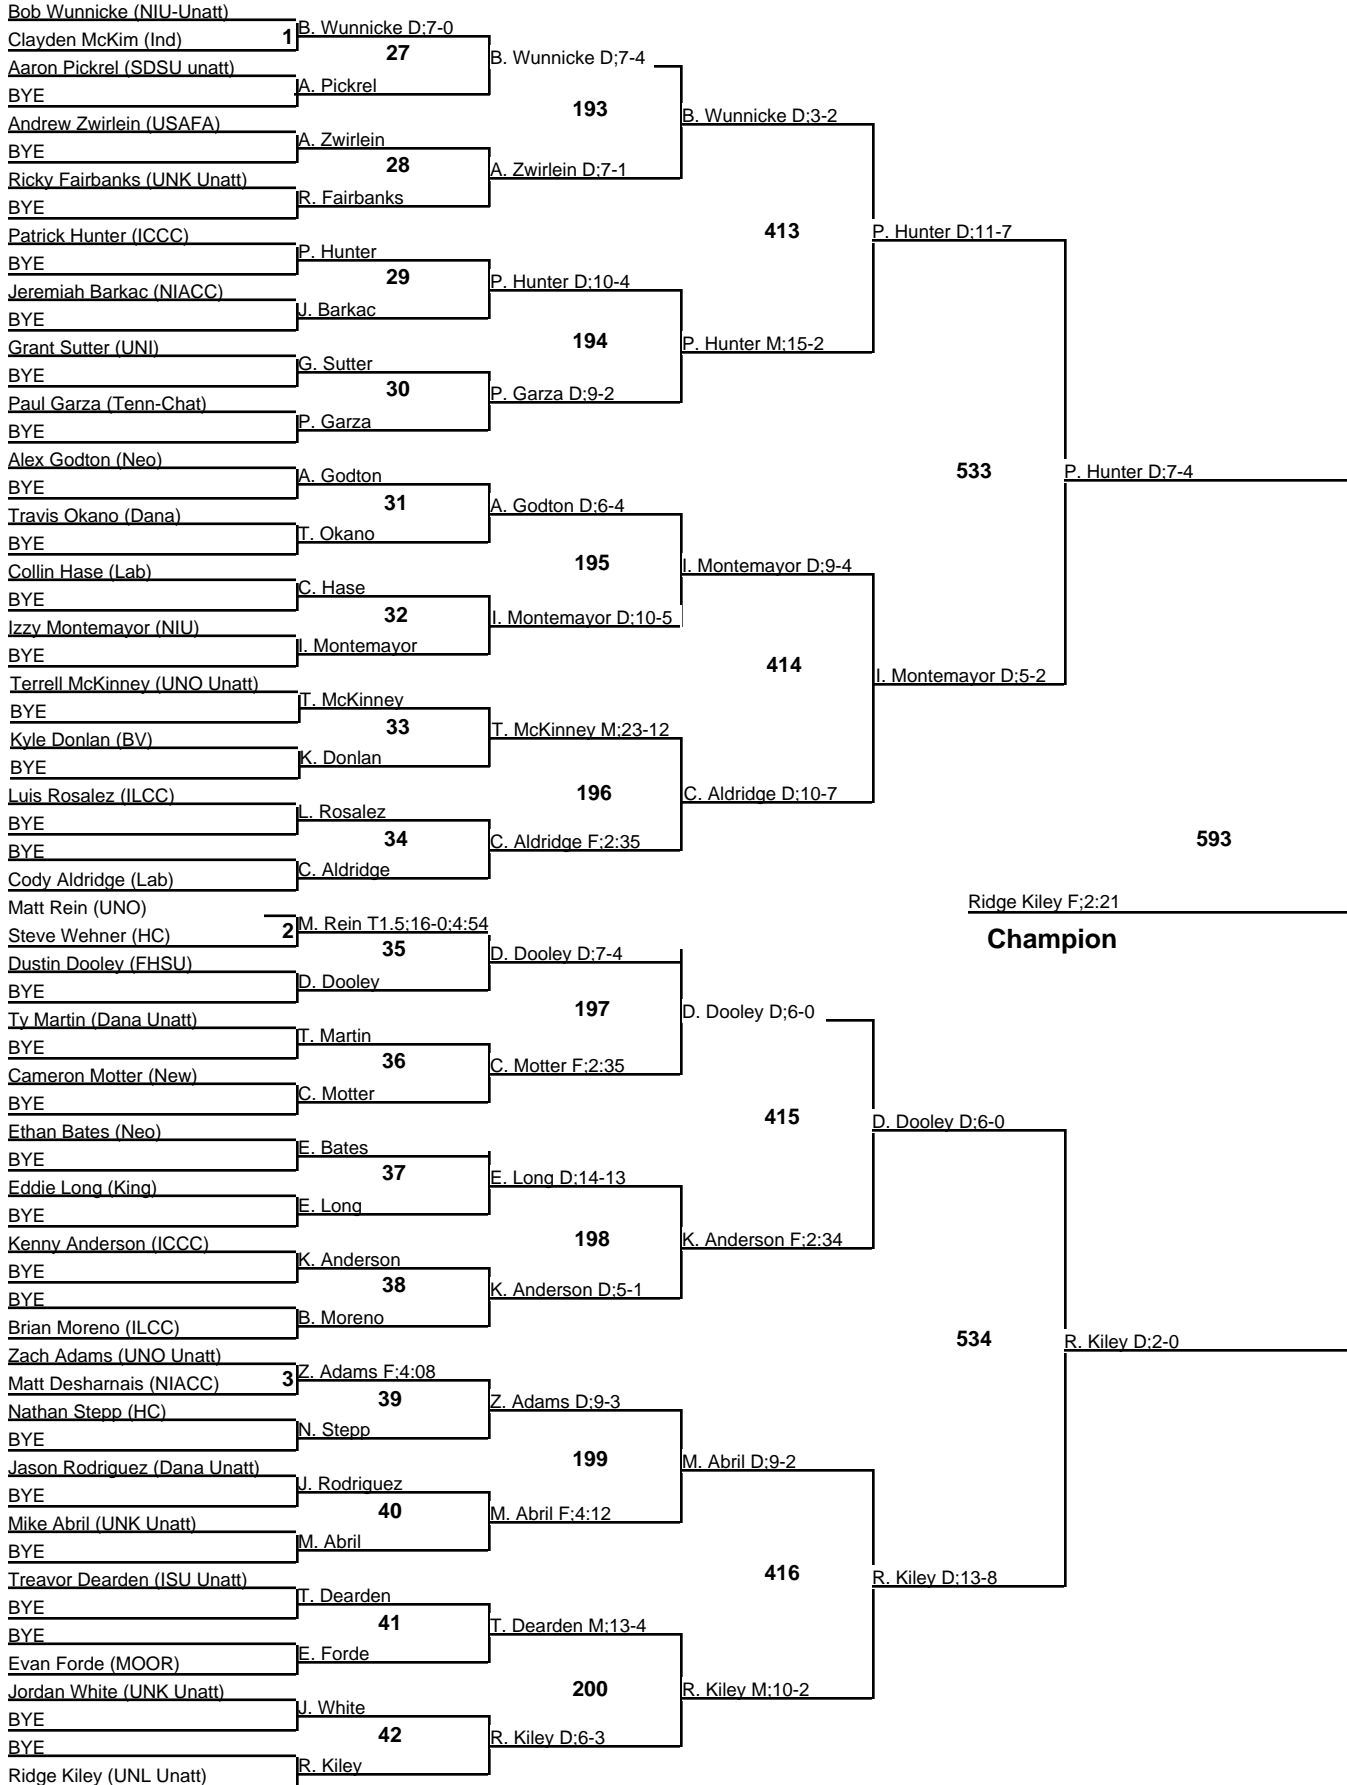 Bob Wunnicke (NIU-Unatt)
B. Wunnicke D;7-0
Clayden McKim (Ind)
1
27
B. Wunnicke D;7-4
Aaron Pickrel (SDSU unatt)
A. Pickrel
BYE
193
B. Wunnicke D;3-2
Andrew Zwirlein (USAFA)
A. Zwirlein
BYE
28
A. Zwirlein D;7-1
Ricky Fairbanks (UNK Unatt)
R. Fairbanks
BYE
413
P. Hunter D;11-7
Patrick Hunter (ICCC)
P. Hunter
BYE
29
P. Hunter D;10-4
Jeremiah Barkac (NIACC)
J. Barkac
BYE
194
P. Hunter M;15-2
Grant Sutter (UNI)
G. Sutter
BYE
30
P. Garza D;9-2
Paul Garza (Tenn-Chat)
P. Garza
BYE
533
P. Hunter D;7-4
Alex Godton (Neo)
A. Godton
BYE
31
A. Godton D;6-4
Travis Okano (Dana)
T. Okano
BYE
195
I. Montemayor D;9-4
Collin Hase (Lab)
C. Hase
BYE
32
I. Montemayor D;10-5
Izzy Montemayor (NIU)
I. Montemayor
BYE
414
I. Montemayor D;5-2
Terrell McKinney (UNO Unatt)
T. McKinney
BYE
33
T. McKinney M;23-12
Kyle Donlan (BV)
K. Donlan
BYE
196
C. Aldridge D;10-7
Luis Rosalez (ILCC)
L. Rosalez
BYE
34
C. Aldridge F;2:35
BYE
C. Aldridge
Cody Aldridge (Lab)
593
Ridge Kiley F;2:21
Champion
Matt Rein (UNO)
M. Rein T1.5;16-0;4:54
Steve Wehner (HC)
2
35
D. Dooley D;7-4
Dustin Dooley (FHSU)
D. Dooley
BYE
197
D. Dooley D;6-0
Ty Martin (Dana Unatt)
T. Martin
BYE
36
C. Motter F;2:35
Cameron Motter (New)
C. Motter
BYE
415
D. Dooley D;6-0
Ethan Bates (Neo)
E. Bates
BYE
37
E. Long D;14-13
Eddie Long (King)
E. Long
BYE
198
K. Anderson F;2:34
Kenny Anderson (ICCC)
K. Anderson
BYE
38
K. Anderson D;5-1
BYE
B. Moreno
Brian Moreno (ILCC)
534
R. Kiley D;2-0
Zach Adams (UNO Unatt)
Z. Adams F;4:08
Matt Desharnais (NIACC)
3
39
Z. Adams D;9-3
Nathan Stepp (HC)
N. Stepp
BYE
199
M. Abril D;9-2
Jason Rodriguez (Dana Unatt)
J. Rodriguez
BYE
40
M. Abril F;4:12
Mike Abril (UNK Unatt)
M. Abril
BYE
416
R. Kiley D;13-8
Treavor Dearden (ISU Unatt)
T. Dearden
BYE
41
T. Dearden M;13-4
BYE
E. Forde
Evan Forde (MOOR)
200
R. Kiley M;10-2
Jordan White (UNK Unatt)
J. White
BYE
42
R. Kiley D;6-3
BYE
R. Kiley
Ridge Kiley (UNL Unatt)